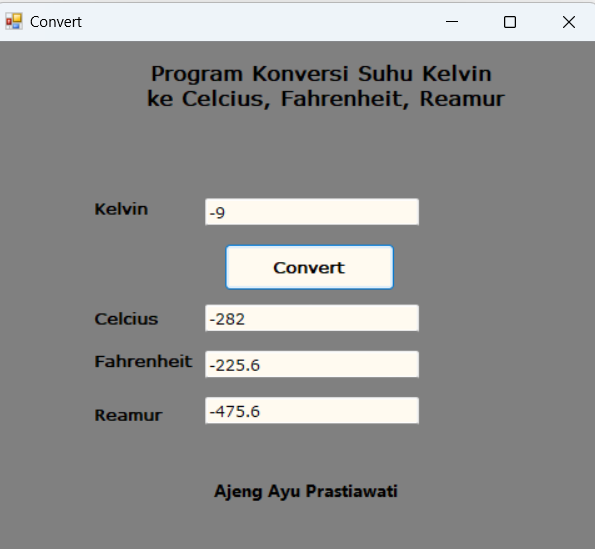 Convert
Program Konversi Suhu Kelvin
ke Celcius, Fahrenheit, Reamur
Kelvin
-9
Convert
Celcius
-282
Fahrenheit
-225.6
Reamur
-475.6
Ajeng Ayu Prastiawati